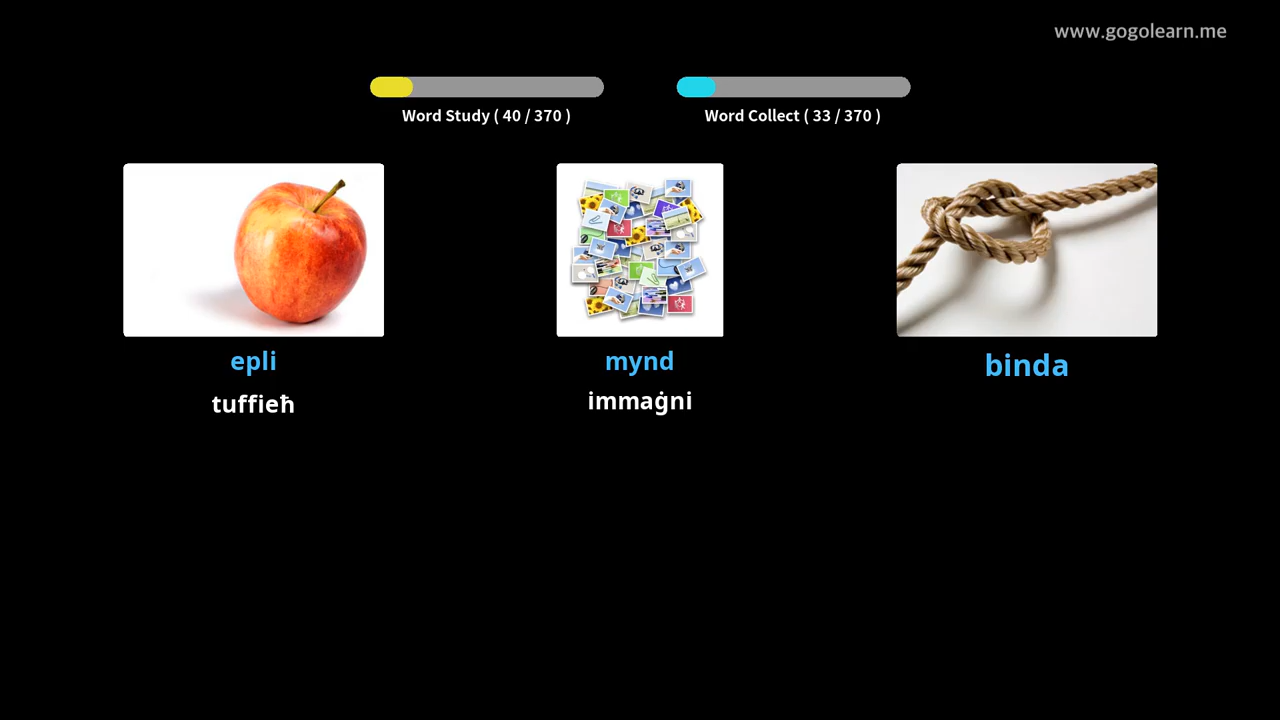 www.gogolearn.me
Word Study ( 40 / 370 )
Word Collect ( 33 / 370 )
epli
tuffieħ
mynd
immaġni
binda